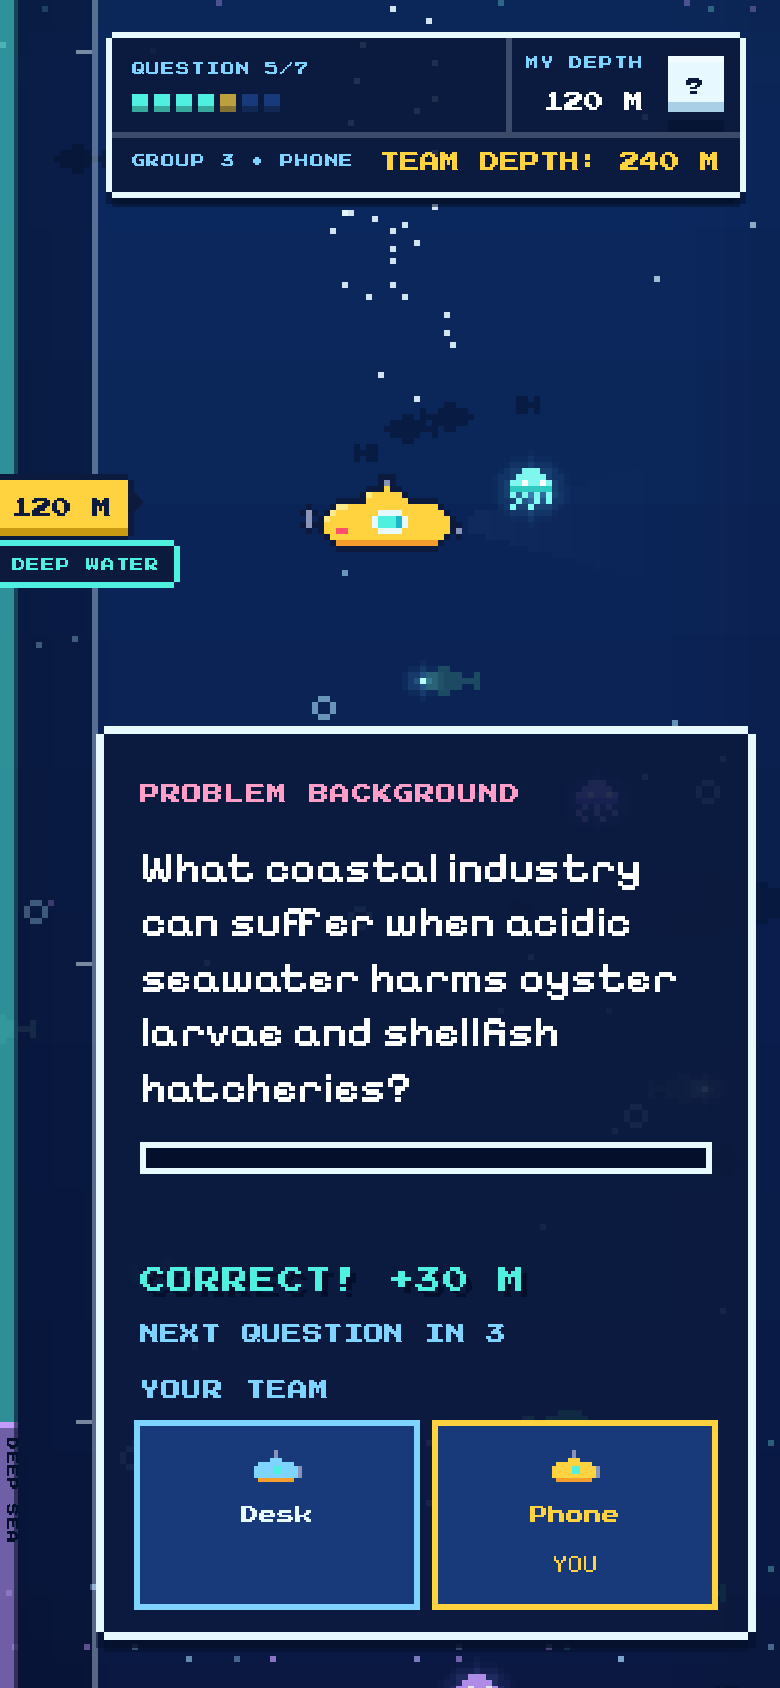 QUESTION 5/7
MY DEPTH
120 M
?
GROUP 3 • PHONE
TEAM DEPTH: 240 M
120 M
DEEP WATER
PROBLEM BACKGROUND
What coastal industry
can suffer when acidic
seawater harms oyster
larvae and shellfish
hatcheries?
CORRECT! +30 M
NEXT QUESTION IN 3
YOUR TEAM
Desk
Phone
YOU
DEEP SEA